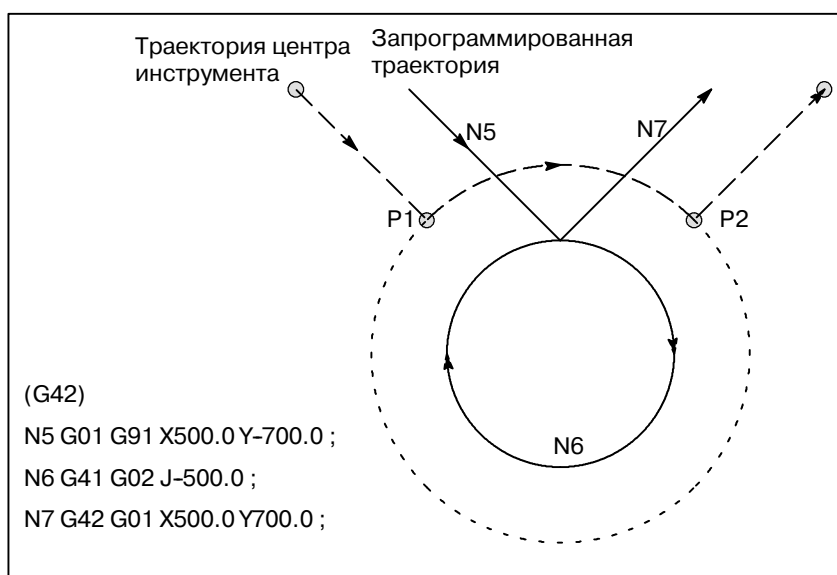 Траектория центра
инструмента
Запрограммированная
траектория
N5
N7
P1
P2
(G42)
N5 G01 G91 X500.0 Y-700.0 ;
N6 G41 G02 J-500.0 ;
N6
N7 G42 G01 X500.0 Y700.0 ;